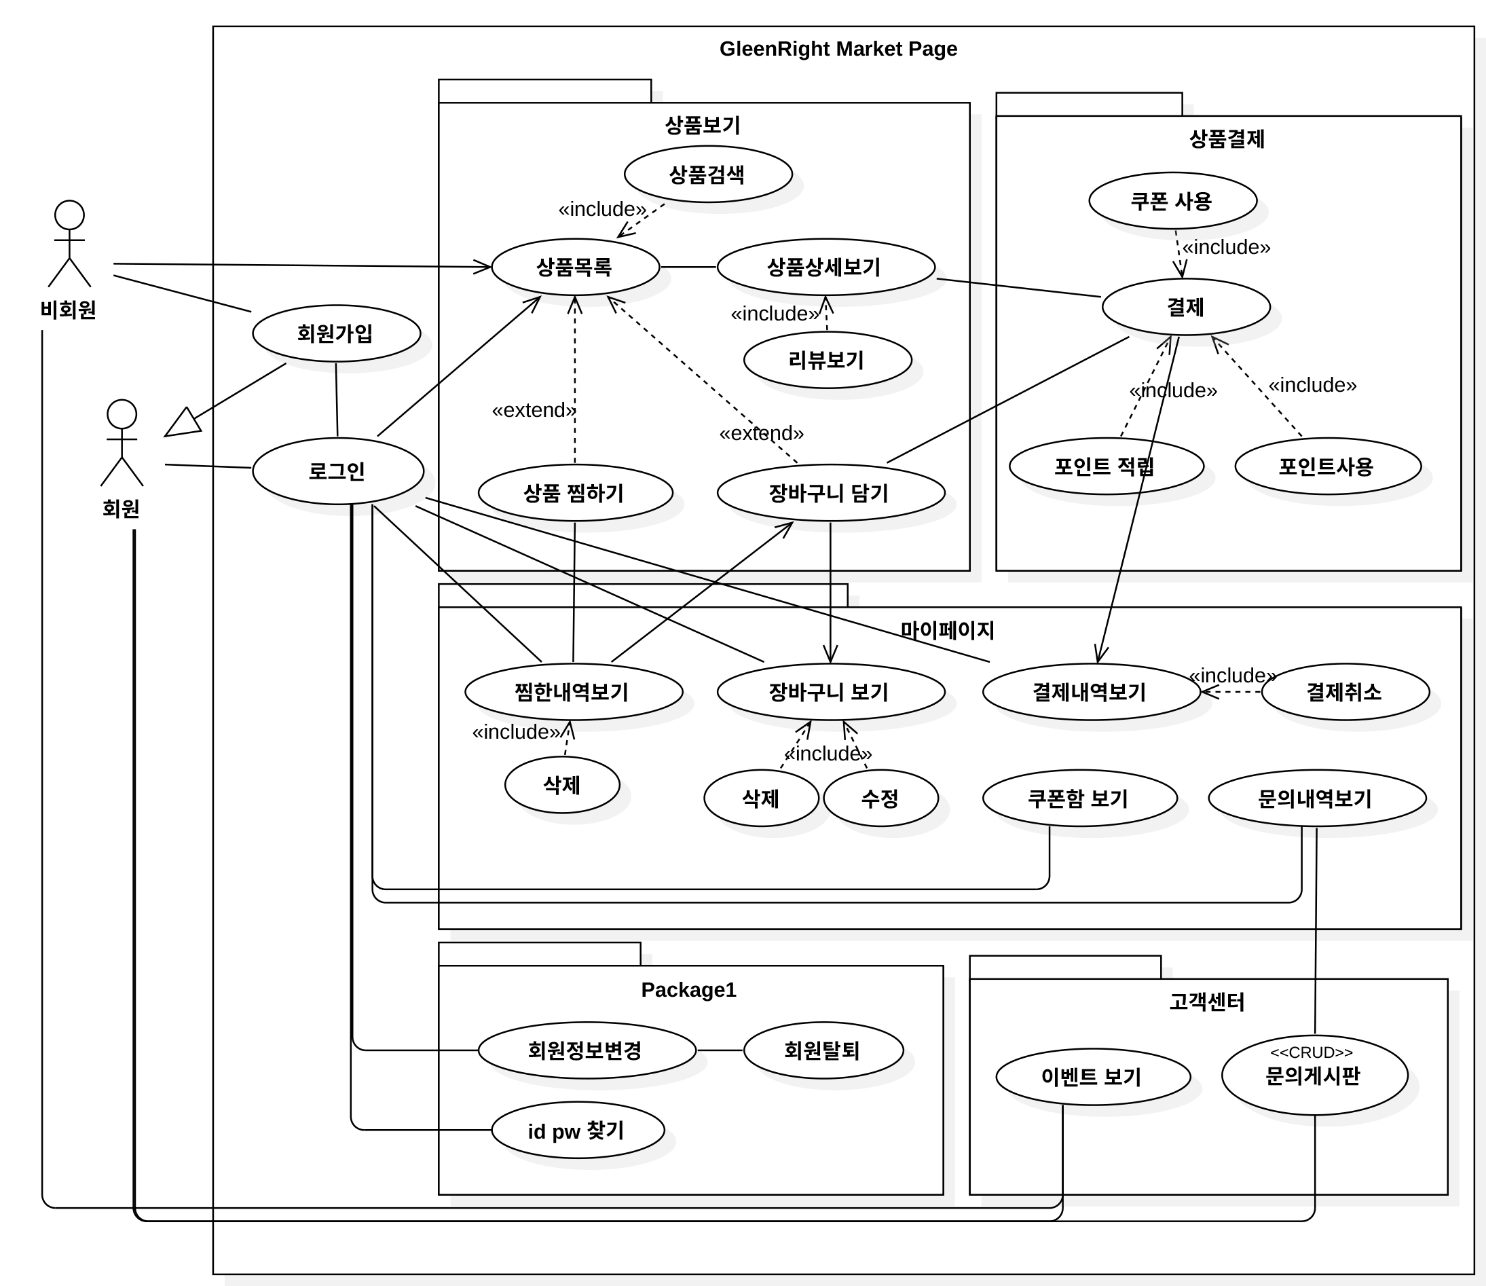 GleenRight Market Page
상품보기
상품결제
상품검색
쿠폰 사용
«include»
«include»
상품목록
상품상세보기
결제
비회원
회원가입
«include»
리뷰보기
«include»
«include»
«extend»
«extend»
회원
로그인
상품 찜하기
장바구니 담기
포인트 적립
포인트사용
마이페이지
찜한내역보기
장바구니 보기
결제내역보기
«include»
결제취소
«include»
«include»
삭제
삭제
수정
쿠폰함 보기
문의내역보기
Package1
고객센터
회원정보변경
회원탈퇴
이벤트 보기
<<CRUD>>
문의게시판
id pw 찾기